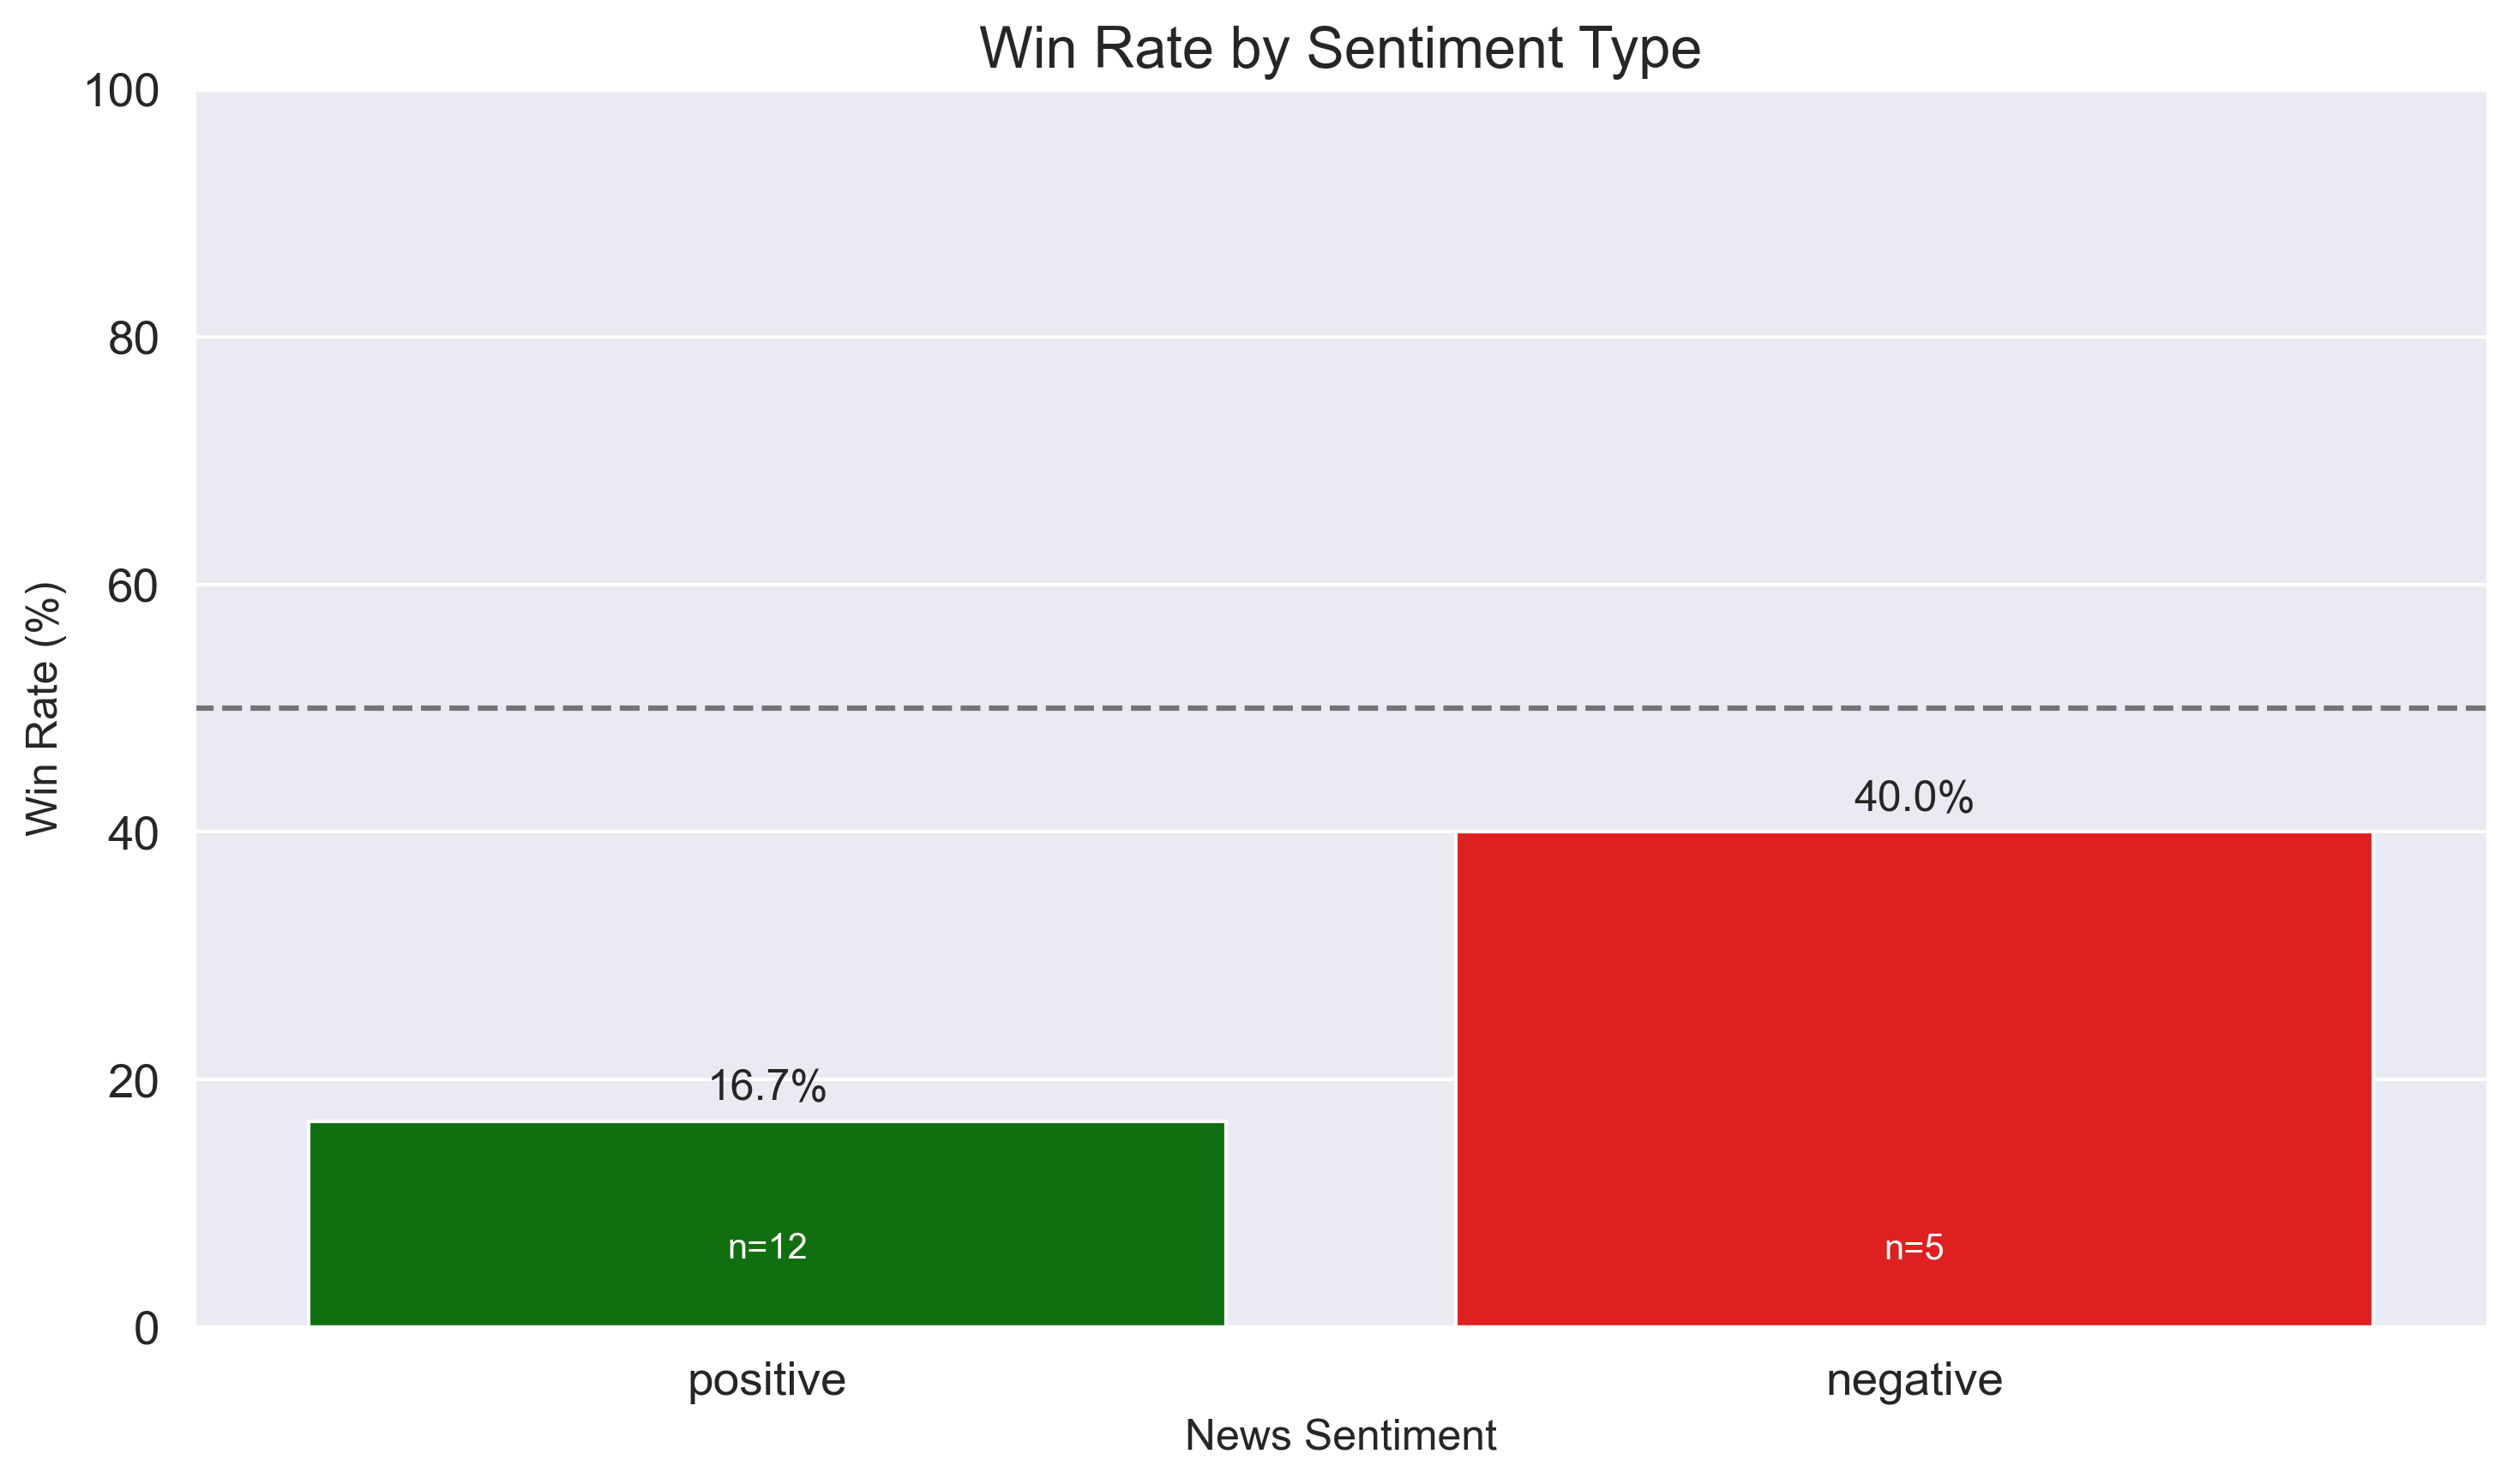 Win Rate by Sentiment Type
100
80
60
40
20
0
Win Rate (%)
16.7%
40.0%
n=12
n=5
positive
negative
News Sentiment